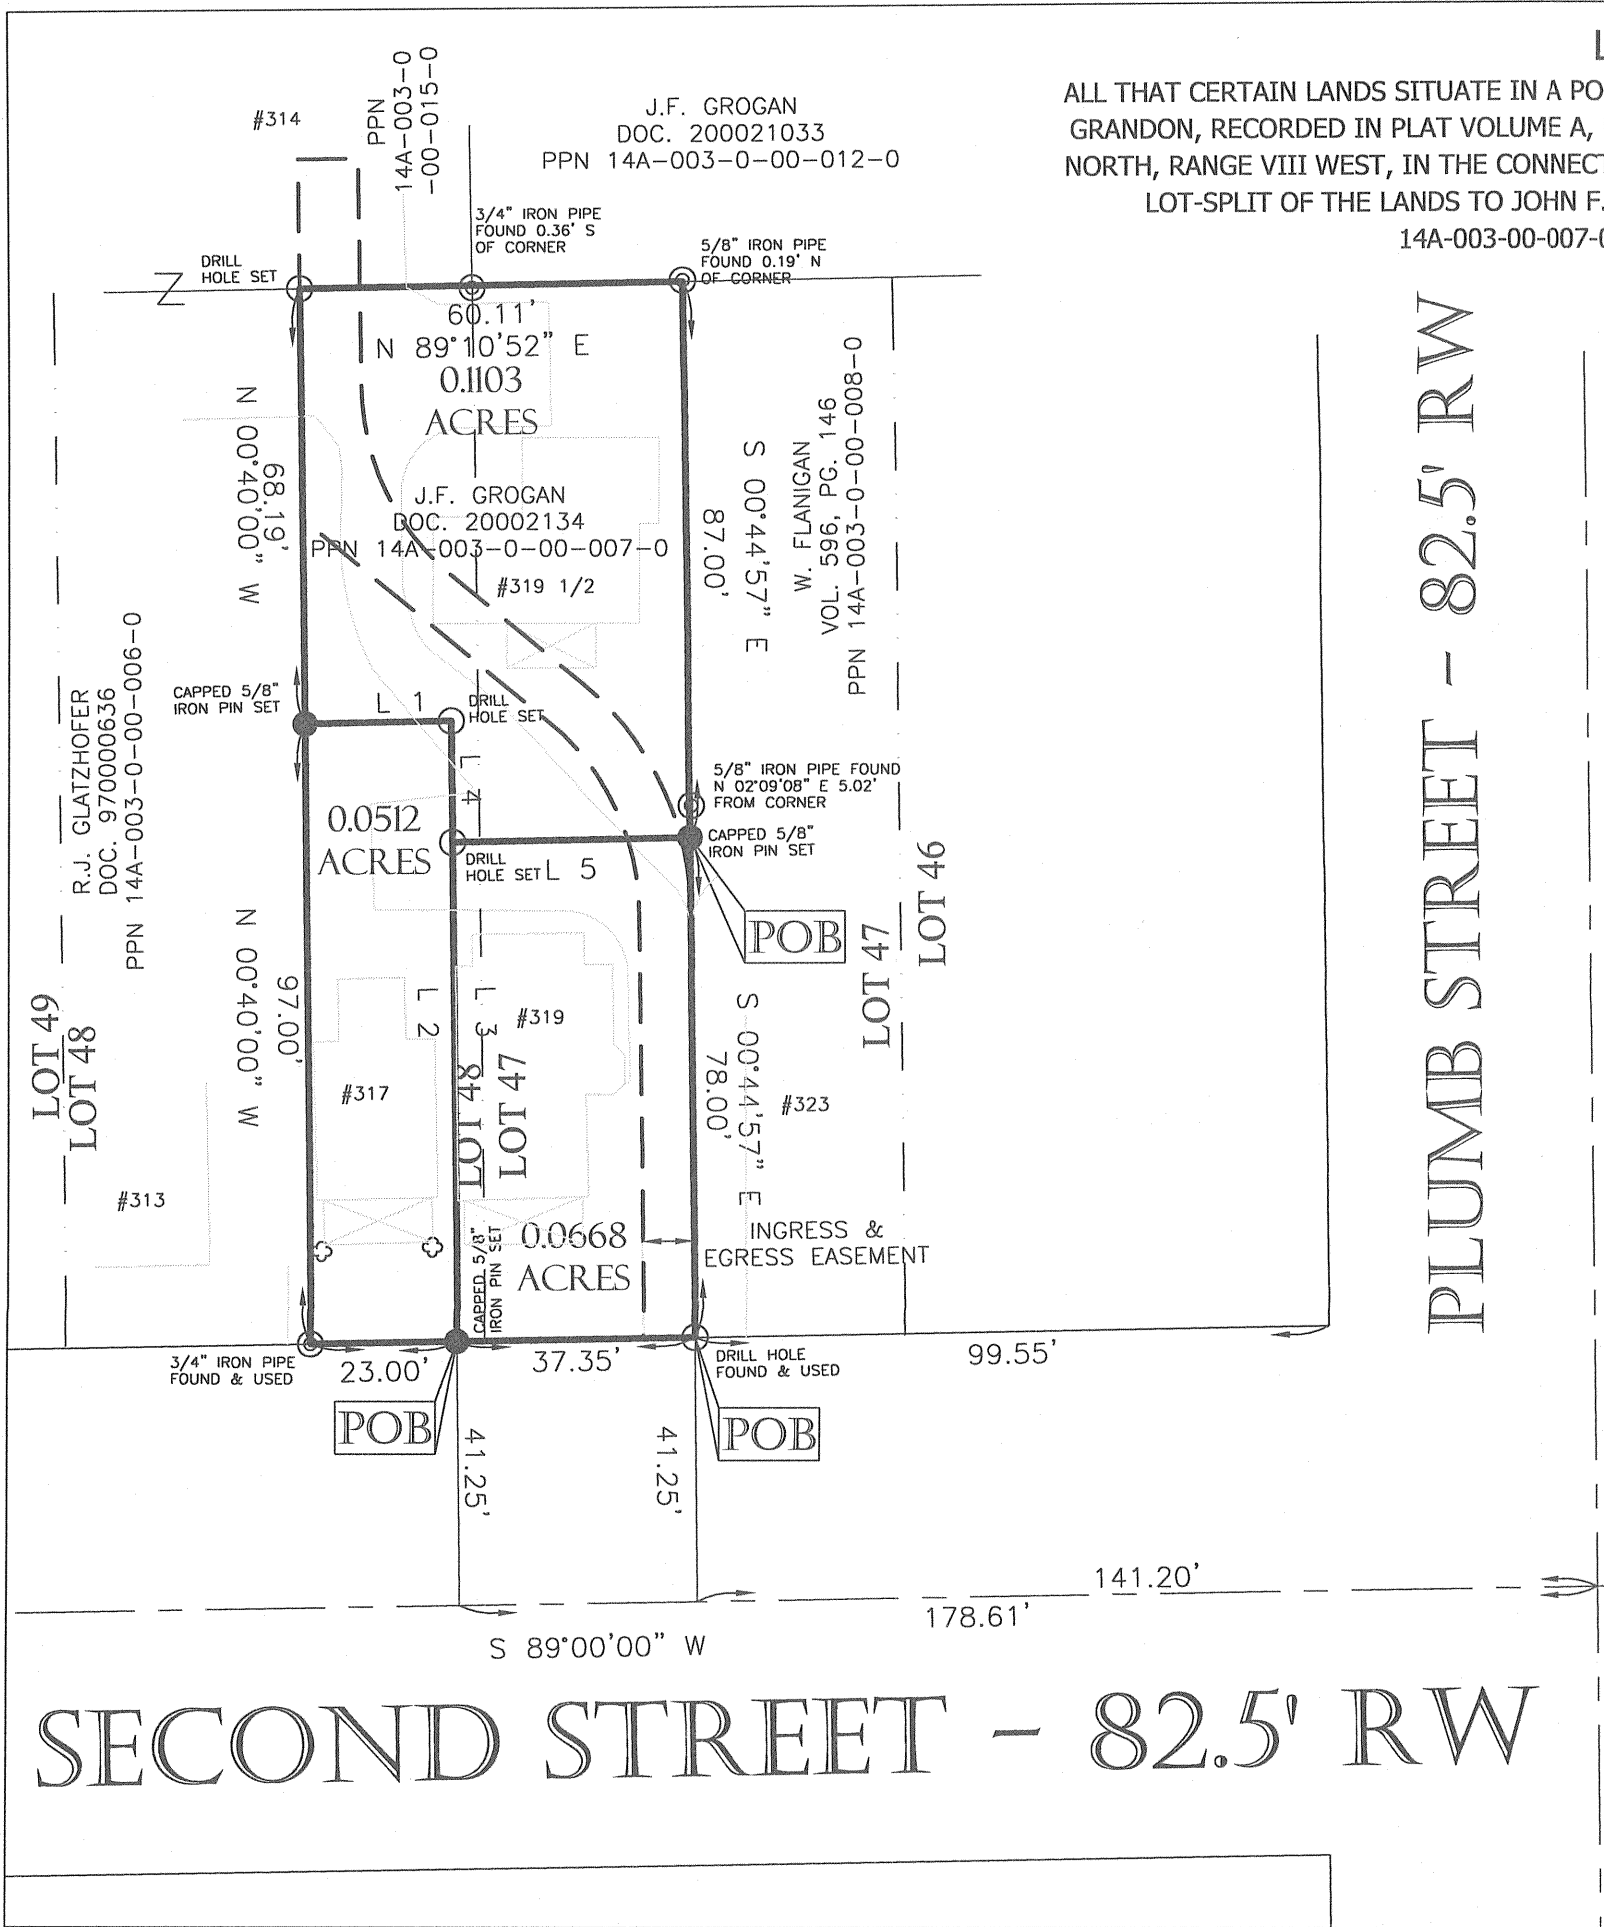 L
ALL THAT CERTAIN LANDS SITUATE IN A PO
GRANDON, RECORDED IN PLAT VOLUME A,
NORTH, RANGE VIII WEST, IN THE CONNECT
LOT-SPLIT OF THE LANDS TO JOHN F.
14A-003-00-007-0
#314
PPN
14A-003-0
-00-015-0
J.F. GROGAN
DOC. 200021033
PPN 14A-003-0-00-012-0
3/4" IRON PIPE
FOUND 0.36' S
OF CORNER
5/8" IRON PIPE
FOUND 0.19' N
OF CORNER
DRILL
HOLE SET
60.11'
N 89°10'52" E
0.1103
ACRES
N 00°40'00" W
68.19'
J.F. GROGAN
DOC. 20002134
PPN 14A-003-0-00-007-0
#319 1/2
87.00'
S 00°44'57" E
W. FLANIGAN
VOL. 596, PG. 146
PPN 14A-003-0-00-008-0
PLUMB STREET - 82.5' RW
R.J. GLATZHOFER
DOC. 970000636
PPN 14A-003-0-00-006-0
CAPPED 5/8"
IRON PIN SET
L 1
DRILL
HOLE SET
L 4
5/8" IRON PIPE FOUND
N 02°09'08" E 5.02'
FROM CORNER
CAPPED 5/8"
IRON PIN SET
0.0512
ACRES
DRILL
HOLE SET
L 5
POB
LOT 47
LOT 46
LOT 49
LOT 48
N 00°40'00" W
97.00'
L 2
L 3
#319
#317
LOT 48
LOT 47
S 00°44'57" E
78.00'
#323
#313
0.0668
ACRES
CAPPED 5/8"
IRON PIN SET
INGRESS &
EGRESS EASEMENT
3/4" IRON PIPE
FOUND & USED
23.00'
37.35'
DRILL HOLE
FOUND & USED
99.55'
POB
POB
41.25'
41.25'
141.20'
178.61'
S 89°00'00" W
SECOND STREET - 82.5' RW